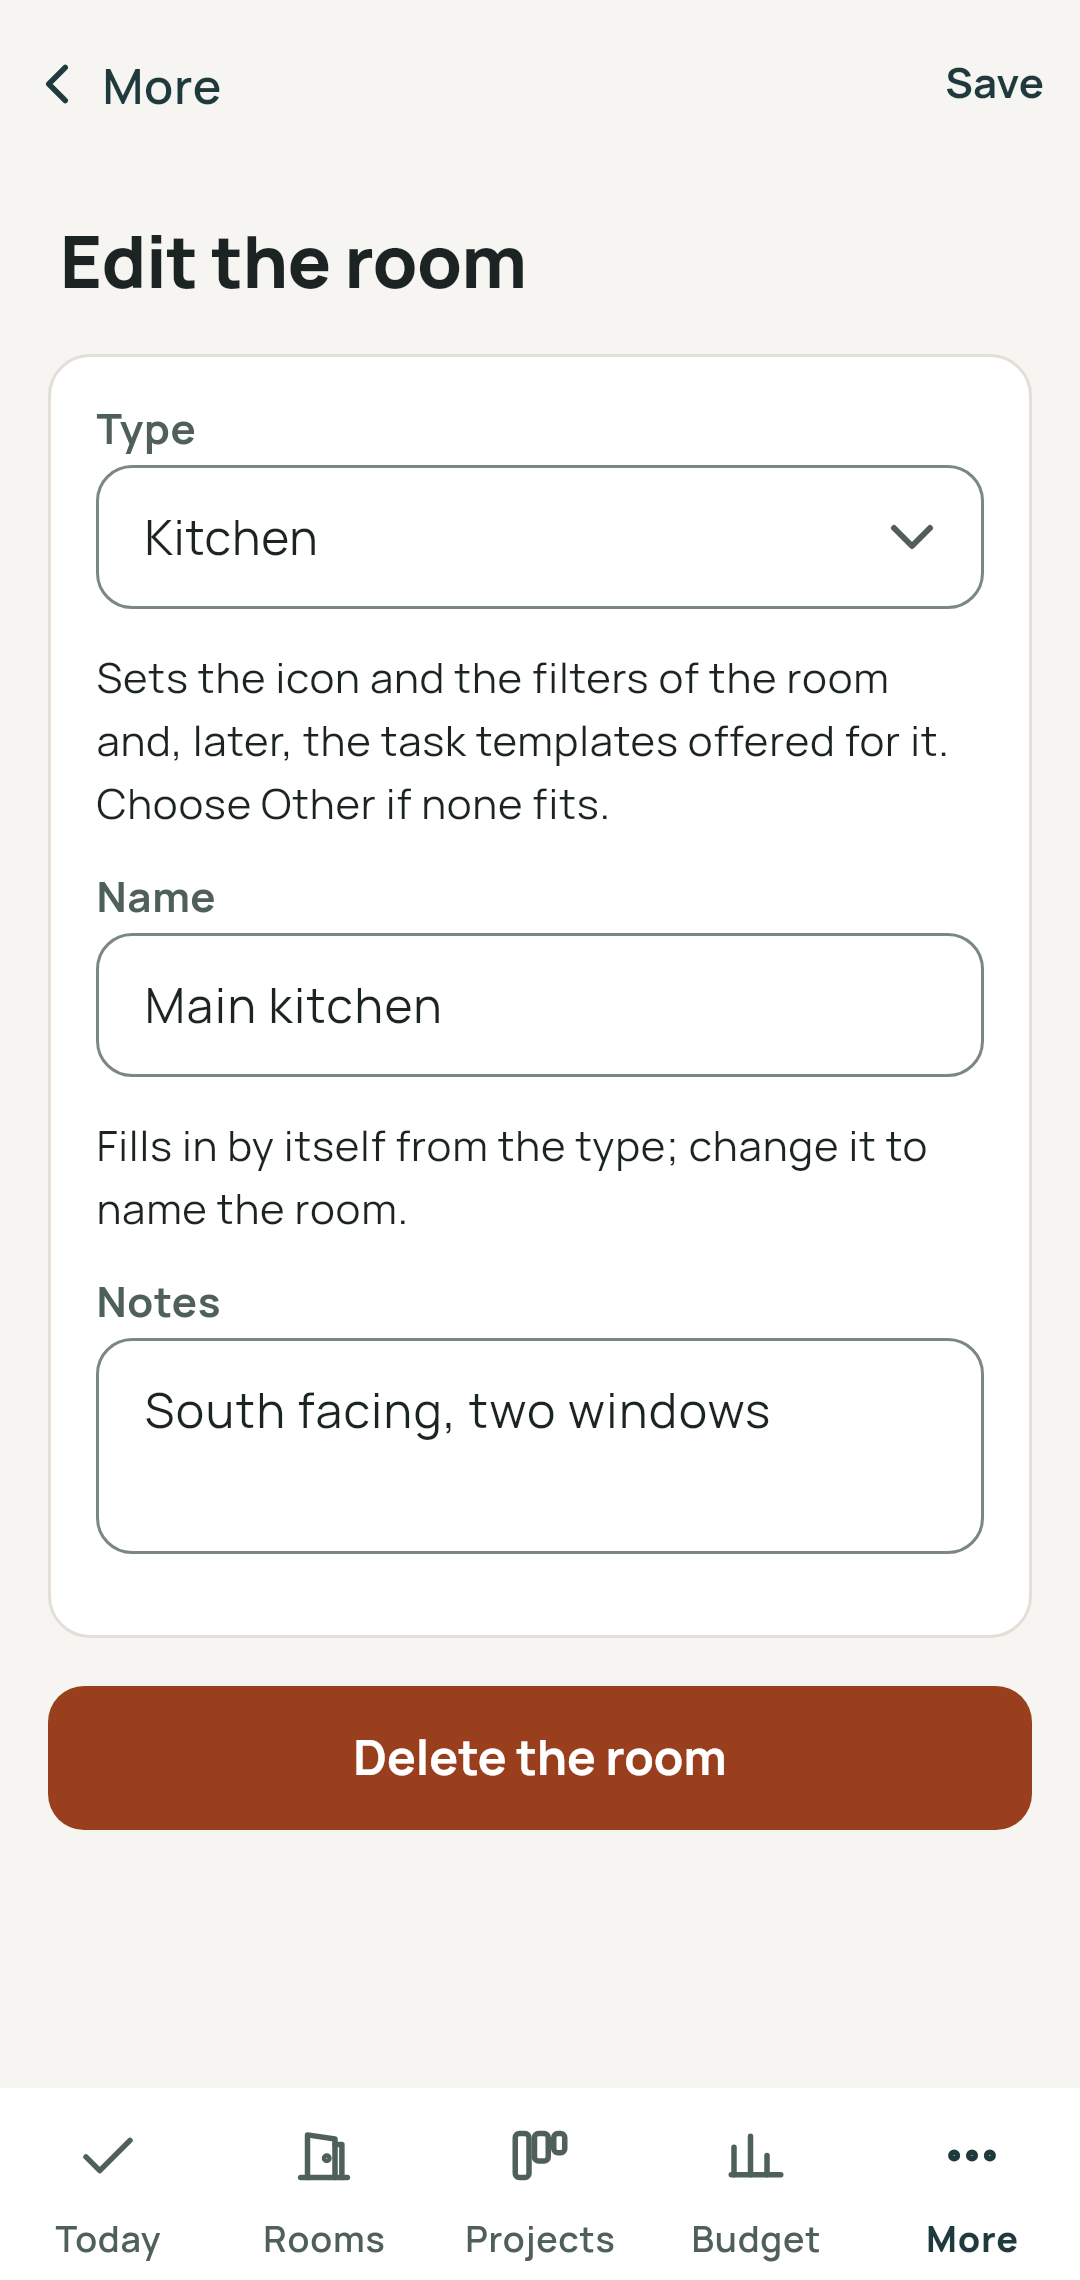 More
Save
Edit the room
Type
Kitchen
Sets the icon and the filters of the room
and, later, the task templates offered for it.
Choose Other if none fits.
Name
Main kitchen
Fills in by itself from the type; change it to
name the room.
Notes
South facing, two windows
Delete the room
Today
Rooms
Projects
Budget
More